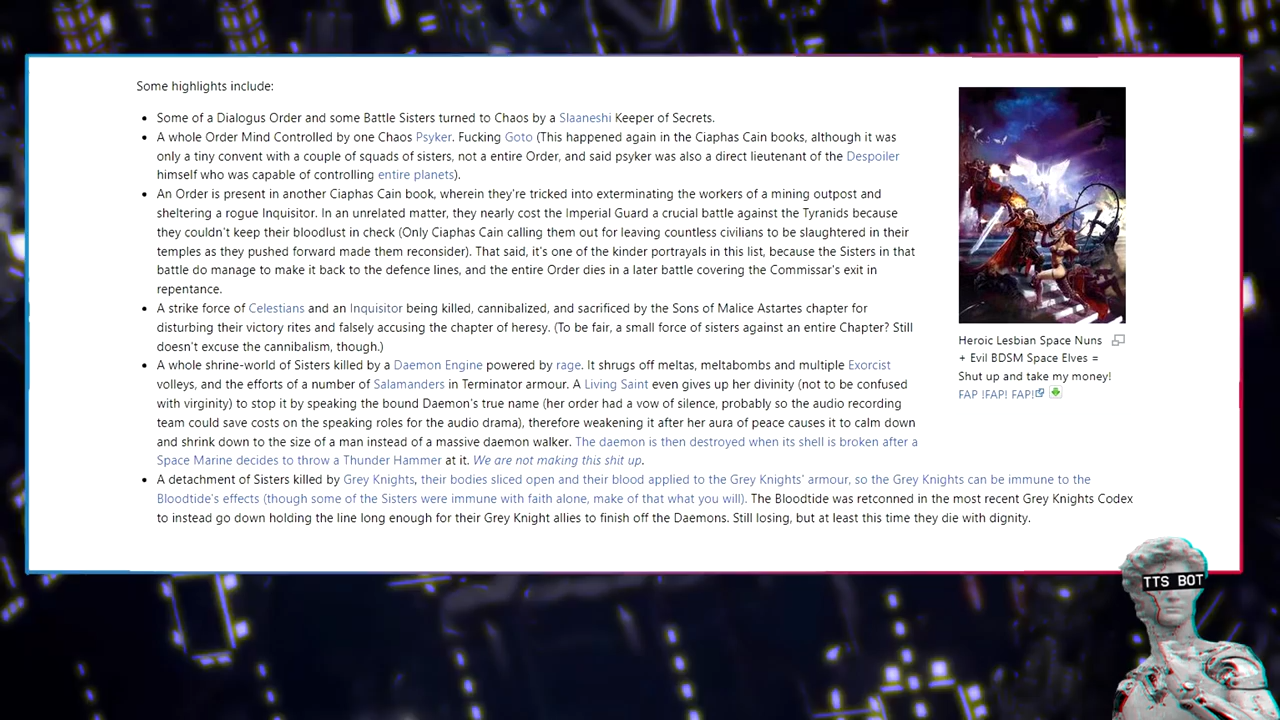 Some highlights include:
Some of a Dialogus Order and some Battle Sisters turned to Chaos by a Slaaneshi Keeper of Secrets.
A whole Order Mind Controlled by one Chaos Psyker. Fucking Goto (This happened again in the Ciaphas Cain books, although it was
only a tiny convent with a couple of squads of sisters, not a entire Order, and said psyker was also a direct lieutenant of the Despoiler
himself who was capable of controlling entire planets).
An Order is present in another Ciaphas Cain book, wherein they're tricked into exterminating the workers of a mining outpost and
sheltering a rogue Inquisitor. In an unrelated matter, they nearly cost the Imperial Guard a crucial battle against the Tyranids because
they couldn't keep their bloodlust in check (Only Ciaphas Cain calling them out for leaving countless civilians to be slaughtered in their
temples as they pushed forward made them reconsider). That said, it's one of the kinder portrayals in this list, because the Sisters in that
battle do manage to make it back to the defence lines, and the entire Order dies in a later battle covering the Commissar's exit in
repentance.
A strike force of Celestians and an Inquisitor being killed, cannibalized, and sacrificed by the Sons of Malice Astartes chapter for
disturbing their victory rites and falsely accusing the chapter of heresy. (To be fair, a small force of sisters against an entire Chapter? Still
doesn't excuse the cannibalism, though.)
A whole shrine-world of Sisters killed by a Daemon Engine powered by rage. It shrugs off meltas, meltabombs and multiple Exorcist
volleys, and the efforts of a number of Salamanders in Terminator armour. A Living Saint even gives up her divinity (not to be confused
with virginity) to stop it by speaking the bound Daemon's true name (her order had a vow of silence, probably so the audio recording
team could save costs on the speaking roles for the audio drama), therefore weakening it after her aura of peace causes it to calm down
and shrink down to the size of a man instead of a massive daemon walker. The daemon is then destroyed when its shell is broken after a
Space Marine decides to throw a Thunder Hammer at it. We are not making this shit up.
A detachment of Sisters killed by Grey Knights, their bodies sliced open and their blood applied to the Grey Knights' armour, so the Grey Knights can be immune to the
Bloodtide's effects (though some of the Sisters were immune with faith alone, make of that what you will). The Bloodtide was retconned in the most recent Grey Knights Codex
to instead go down holding the line long enough for their Grey Knight allies to finish off the Daemons. Still losing, but at least this time they die with dignity.
Heroic Lesbian Space Nuns
+ Evil BDSM Space Elves =
Shut up and take my money!
FAP !FAP! FAP!
TTS BOT